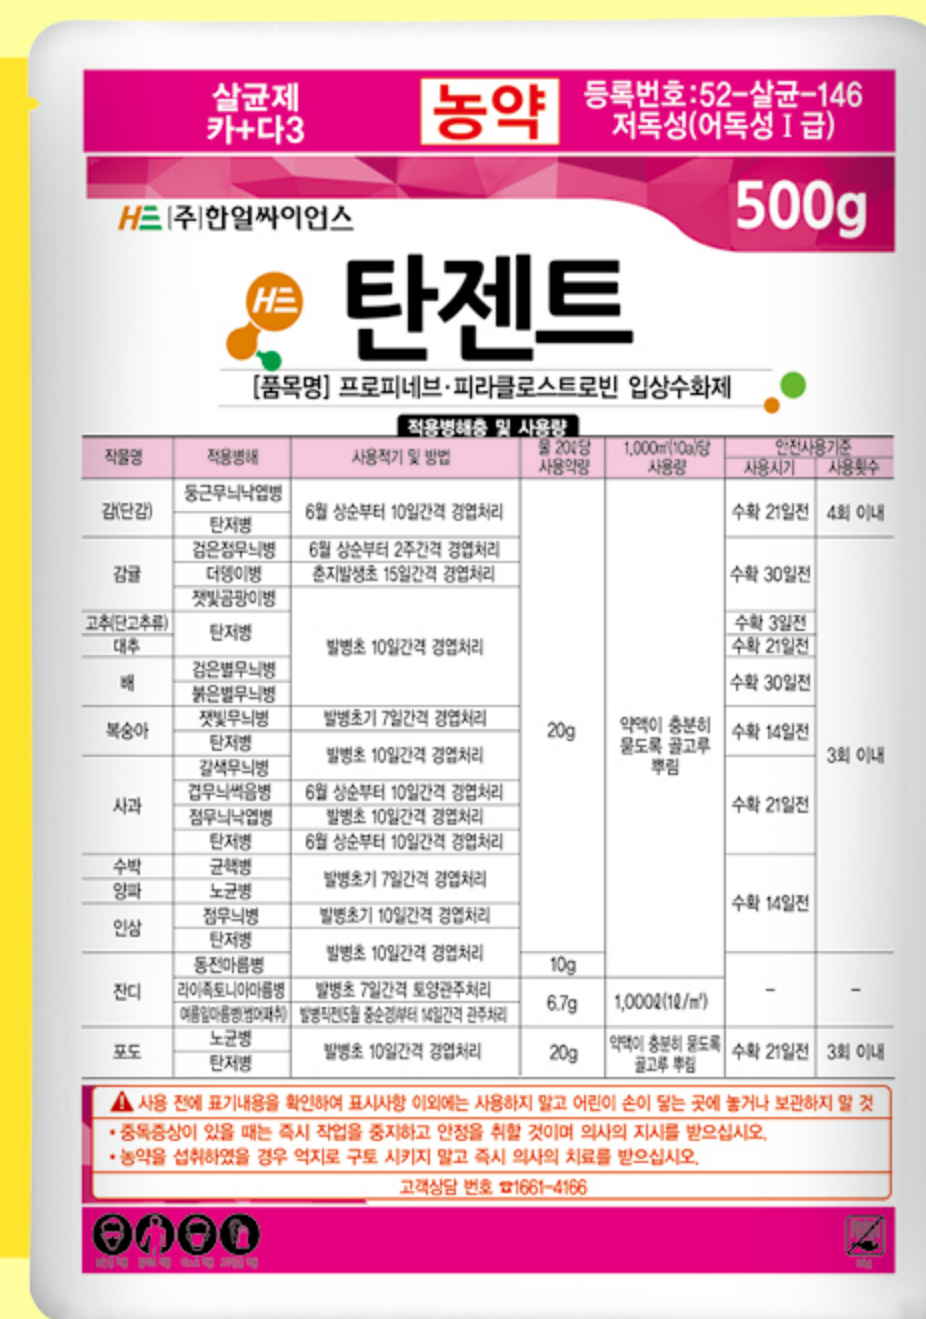 살균제
카+다3
농약
등록번호:52-살균-146
저독성(어독성 I 급)
500g
(주)한얼싸이언스
탄젠트
[품목명] 프로피네브·피라클로스트로빈 입상수화제
적용병해충 및 사용량
작물명 적용병해 사용적기 및 방법 물 20ℓ당 사용약량 1,000㎡(10a)당 사용량 안전사용기준 사용시기 사용횟수
감(단감) 둥근무늬낙엽병 6월 상순부터 10일간격 경엽처리 20g 약액이 충분히 묻도록 골고루 뿌림 수확 21일전 4회 이내
탄저병
감귤 검은점무늬병 6월 상순부터 2주간격 경엽처리 수확 30일전 3회 이내
더뎅이병 춘지발생초 15일간격 경엽처리
잿빛곰팡이병 발병초 10일간격 경엽처리
고추(단고추류) 탄저병 수확 3일전
대추 수확 21일전
배 검은별무늬병 수확 30일전
붉은별무늬병
복숭아 잿빛무늬병 발병초기 7일간격 경엽처리 수확 14일전
탄저병 발병초 10일간격 경엽처리
사과 갈색무늬병 수확 21일전
겹무늬썩음병 6월 상순부터 10일간격 경엽처리
점무늬낙엽병 발병초 10일간격 경엽처리
탄저병 6월 상순부터 10일간격 경엽처리
수박 균핵병 발병초기 7일간격 경엽처리 수확 14일전
양파 노균병
인삼 점무늬병 발병초기 10일간격 경엽처리
탄저병 발병초 10일간격 경엽처리
잔디 동전마름병 10g - -
라이족토니아마름병 발병초 7일간격 토양관주처리 6.7g 1,000ℓ(1ℓ/㎡)
여름잎마름병(썸머패취) 발병직전(5월 중순경)부터 14일간격 관주처리
포도 노균병 발병초 10일간격 경엽처리 20g 약액이 충분히 묻도록 골고루 뿌림 수확 21일전 3회 이내
탄저병
사용 전에 표기내용을 확인하여 표시사항 이외에는 사용하지 말고 어린이 손이 닿는 곳에 놓거나 보관하지 말 것
• 중독증상이 있을 때는 즉시 작업을 중지하고 안정을 취할 것이며 의사의 지시를 받으십시오.
• 농약을 섭취하였을 경우 억지로 구토 시키지 말고 즉시 의사의 치료를 받으십시오.
고객상담 번호 ☎1661-4166